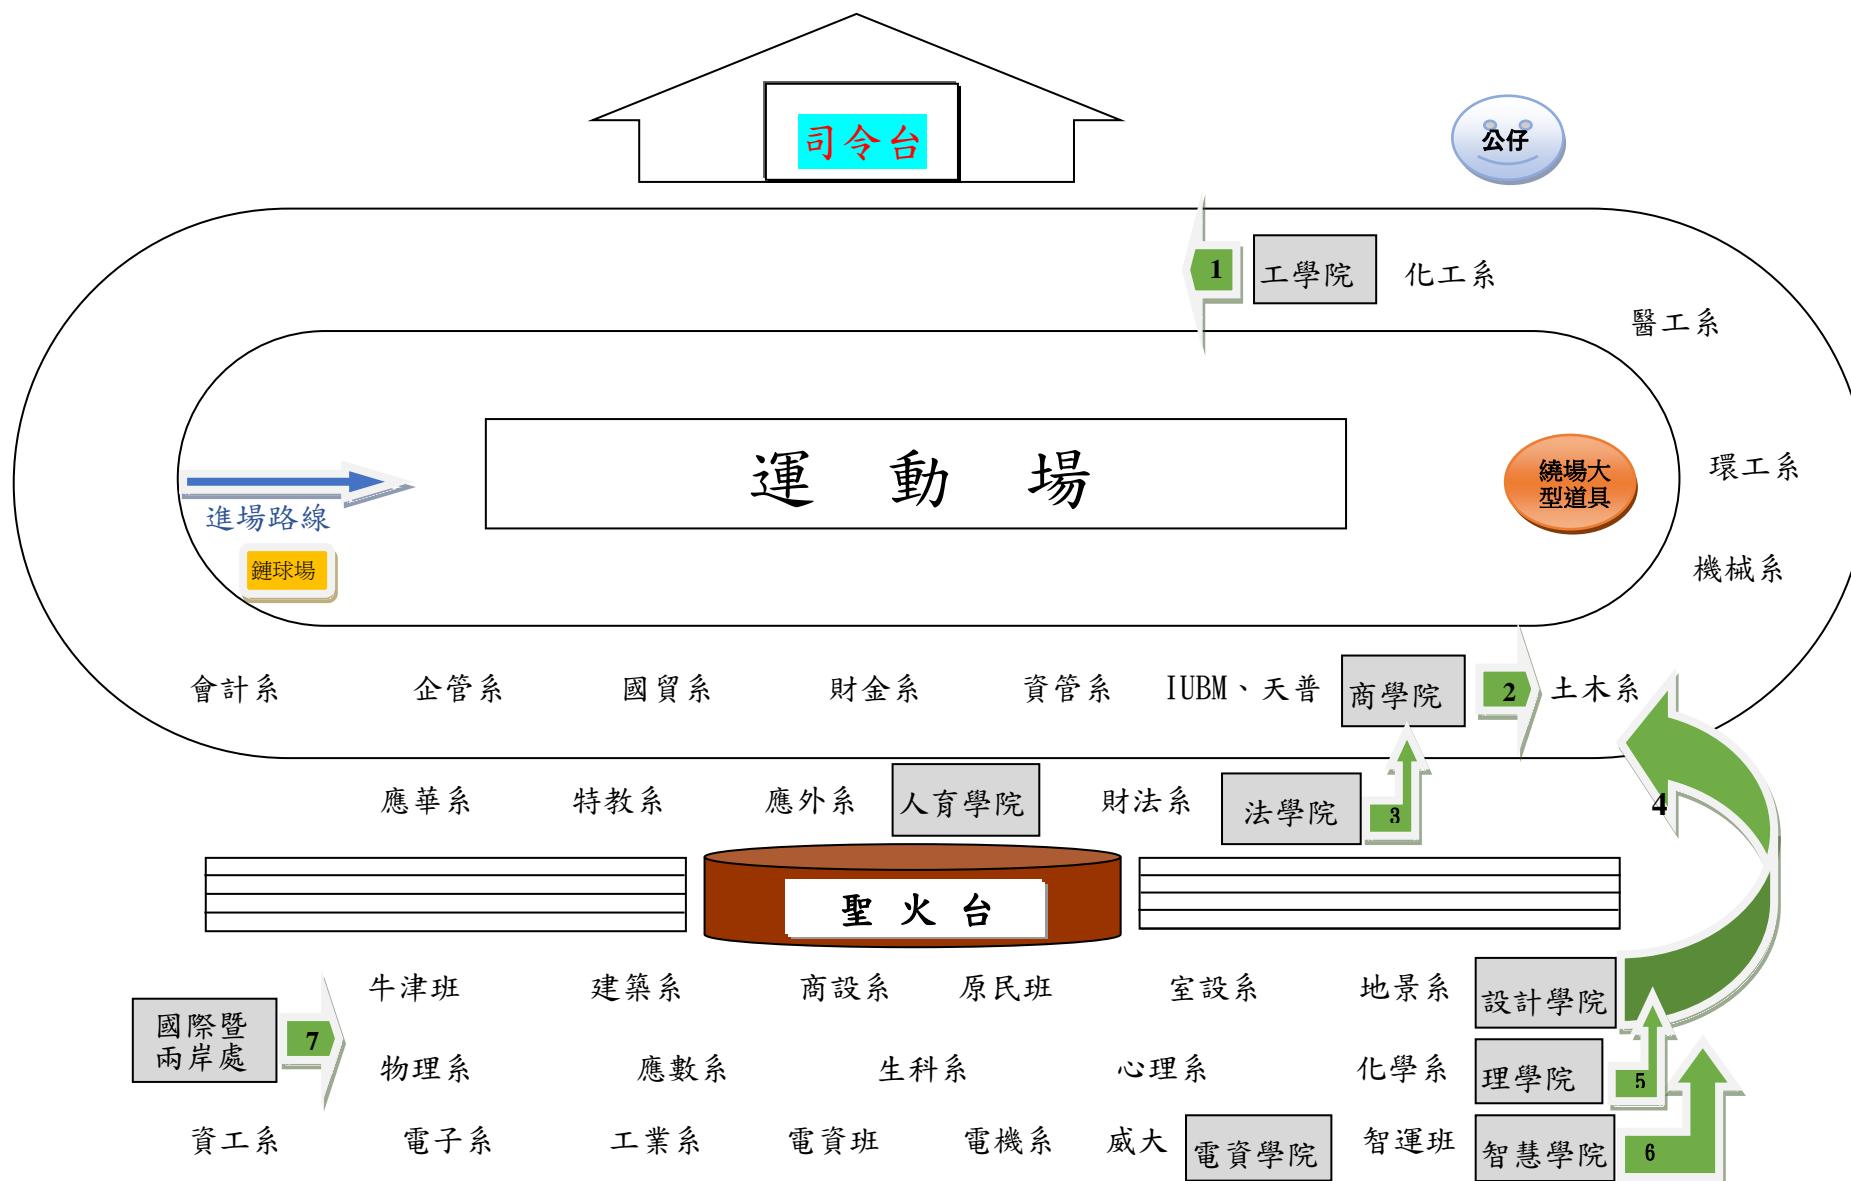 司令台
公仔
1
工學院
化工系
醫工系
運動場
繞場大
型道具
環工系
進場路線
鏈球場
機械系
會計系
企管系
國貿系
財金系
資管系
IUBM、天普
商學院
2
土木系
應華系
特教系
應外系
人育學院
財法系
法學院
3
4
聖火台
牛津班
建築系
商設系
原民班
室設系
地景系
設計學院
國際暨
兩岸處
7
物理系
應數系
生科系
心理系
化學系
理學院
5
資工系
電子系
工業系
電資班
電機系
威大
電資學院
智運班
智慧學院
6